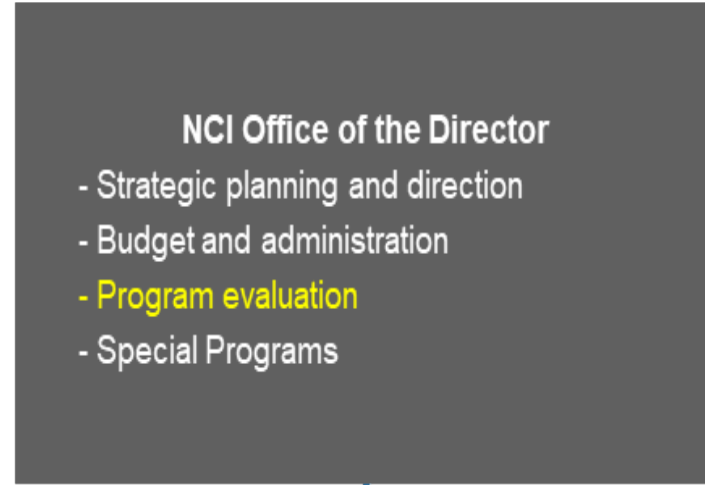 NCI Office of the Director
- Strategic planning and direction
- Budget and administration
- Program evaluation
- Special Programs